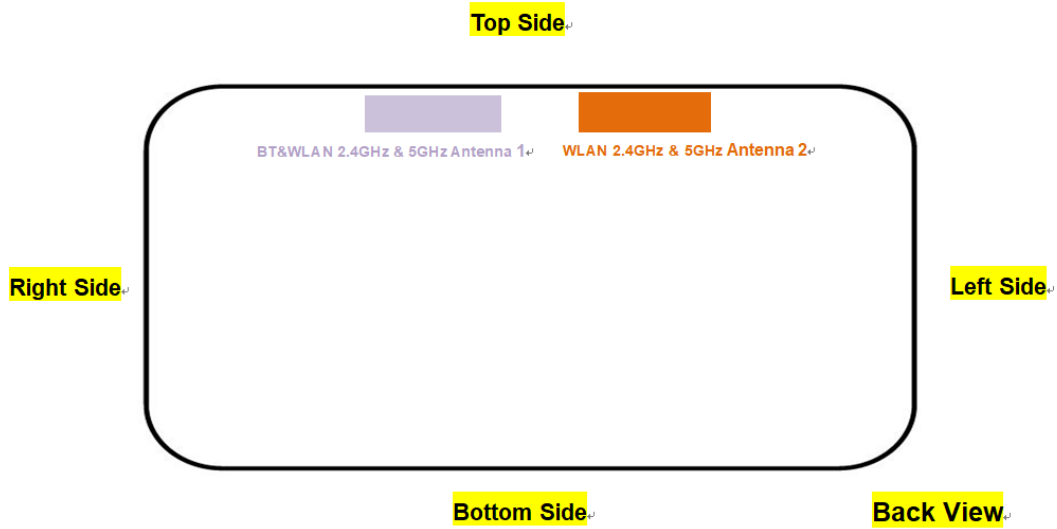 Top Side
BT&WLAN 2.4GHz & 5GHz Antenna 1
WLAN 2.4GHz & 5GHz Antenna 2
Right Side
Left Side
Bottom Side
Back View